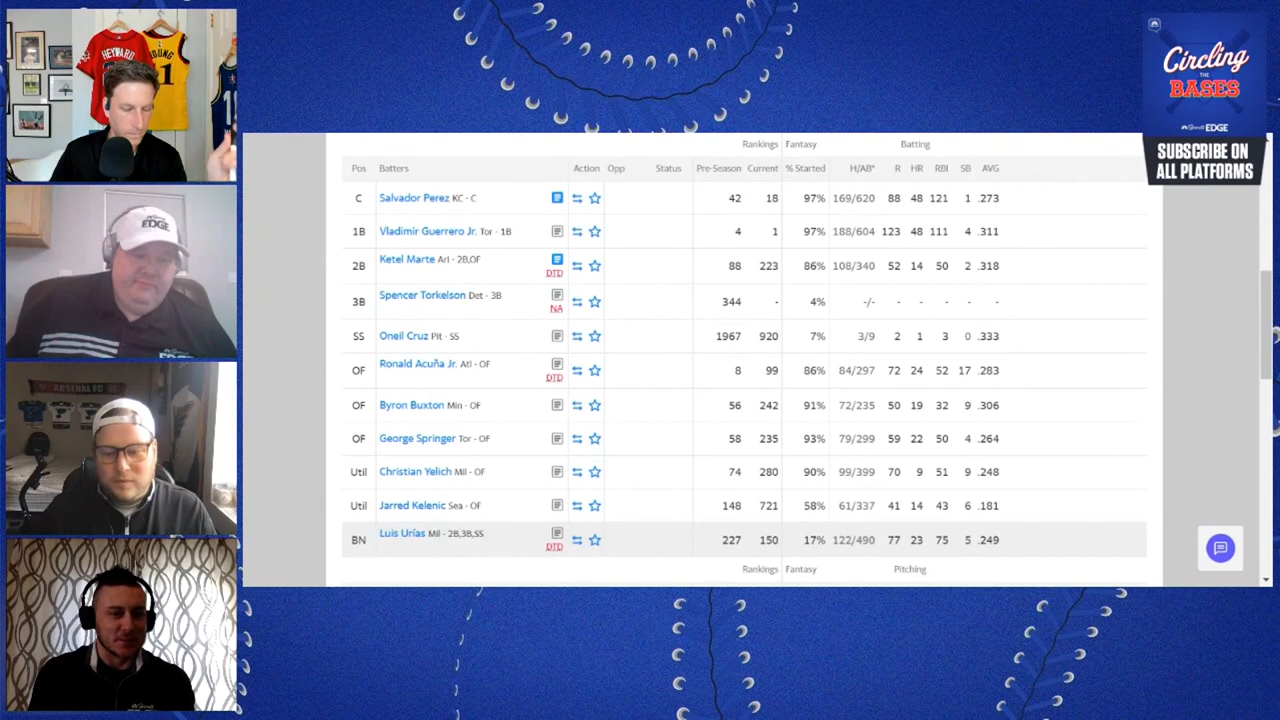 HEYWARD
YOUNG
1
EDGE
EDGE
ARSENAL FC
Circling
THE
BASES
EDGE
SUBSCRIBE ON
ALL PLATFORMS
Rankings Fantasy Batting
Pos Batters Action Opp Status Pre-Season Current % Started H/AB* R HR RBI SB AVG
C Salvador Perez KC - C 42 18 97% 169/620 88 48 121 1 .273
1B Vladimir Guerrero Jr. Tor - 1B 4 1 97% 188/604 123 48 111 4 .311
2B Ketel Marte Ari - 2B,OF DTD 88 223 86% 108/340 52 14 50 2 .318
3B Spencer Torkelson Det - 3B NA 344 - 4% -/- - - - - -
SS Oneil Cruz Pit - SS 1967 920 7% 3/9 2 1 3 0 .333
OF Ronald Acuña Jr. Atl - OF DTD 8 99 86% 84/297 72 24 52 17 .283
OF Byron Buxton Min - OF 56 242 91% 72/235 50 19 32 9 .306
OF George Springer Tor - OF 58 235 93% 79/299 59 22 50 4 .264
Util Christian Yelich Mil - OF 74 280 90% 99/399 70 9 51 9 .248
Util Jarred Kelenic Sea - OF 148 721 58% 61/337 41 14 43 6 .181
BN Luis Urías Mil - 2B,3B,SS DTD 227 150 17% 122/490 77 23 75 5 .249
Rankings Fantasy Pitching